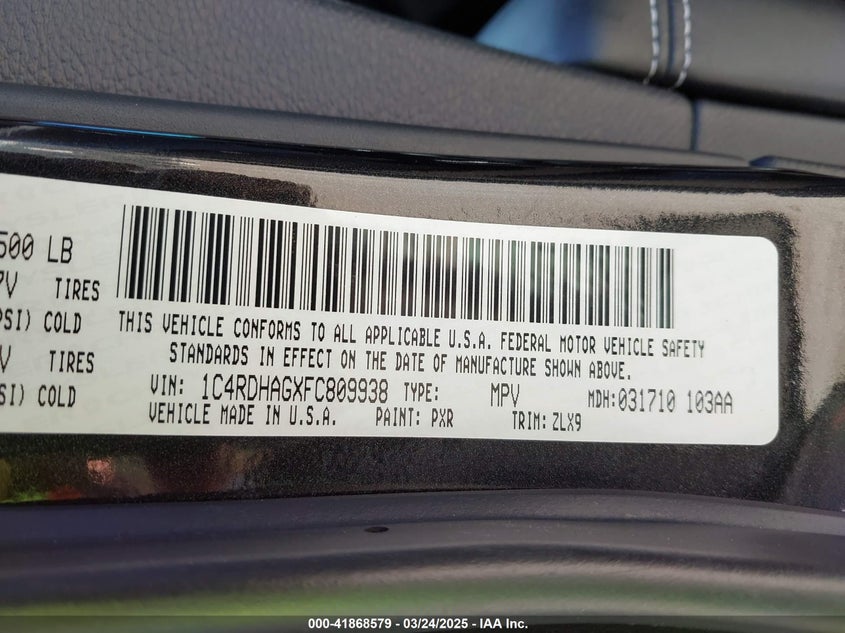 500 LB
TIRES
PSI) COLD
TIRES
SI) COLD
THIS VEHICLE CONFORMS TO ALL APPLICABLE U.S.A. FEDERAL MOTOR VEHICLE SAFETY
STANDARDS IN EFFECT ON THE DATE OF MANUFACTURE SHOWN ABOVE.
VIN: 1C4RDHAGXFC809938 TYPE: MPV MDH:031710 103AA
VEHICLE MADE IN U.S.A. PAINT: PXR TRIM: ZLX9
000-41868579 - 03/24/2025 - IAA Inc.